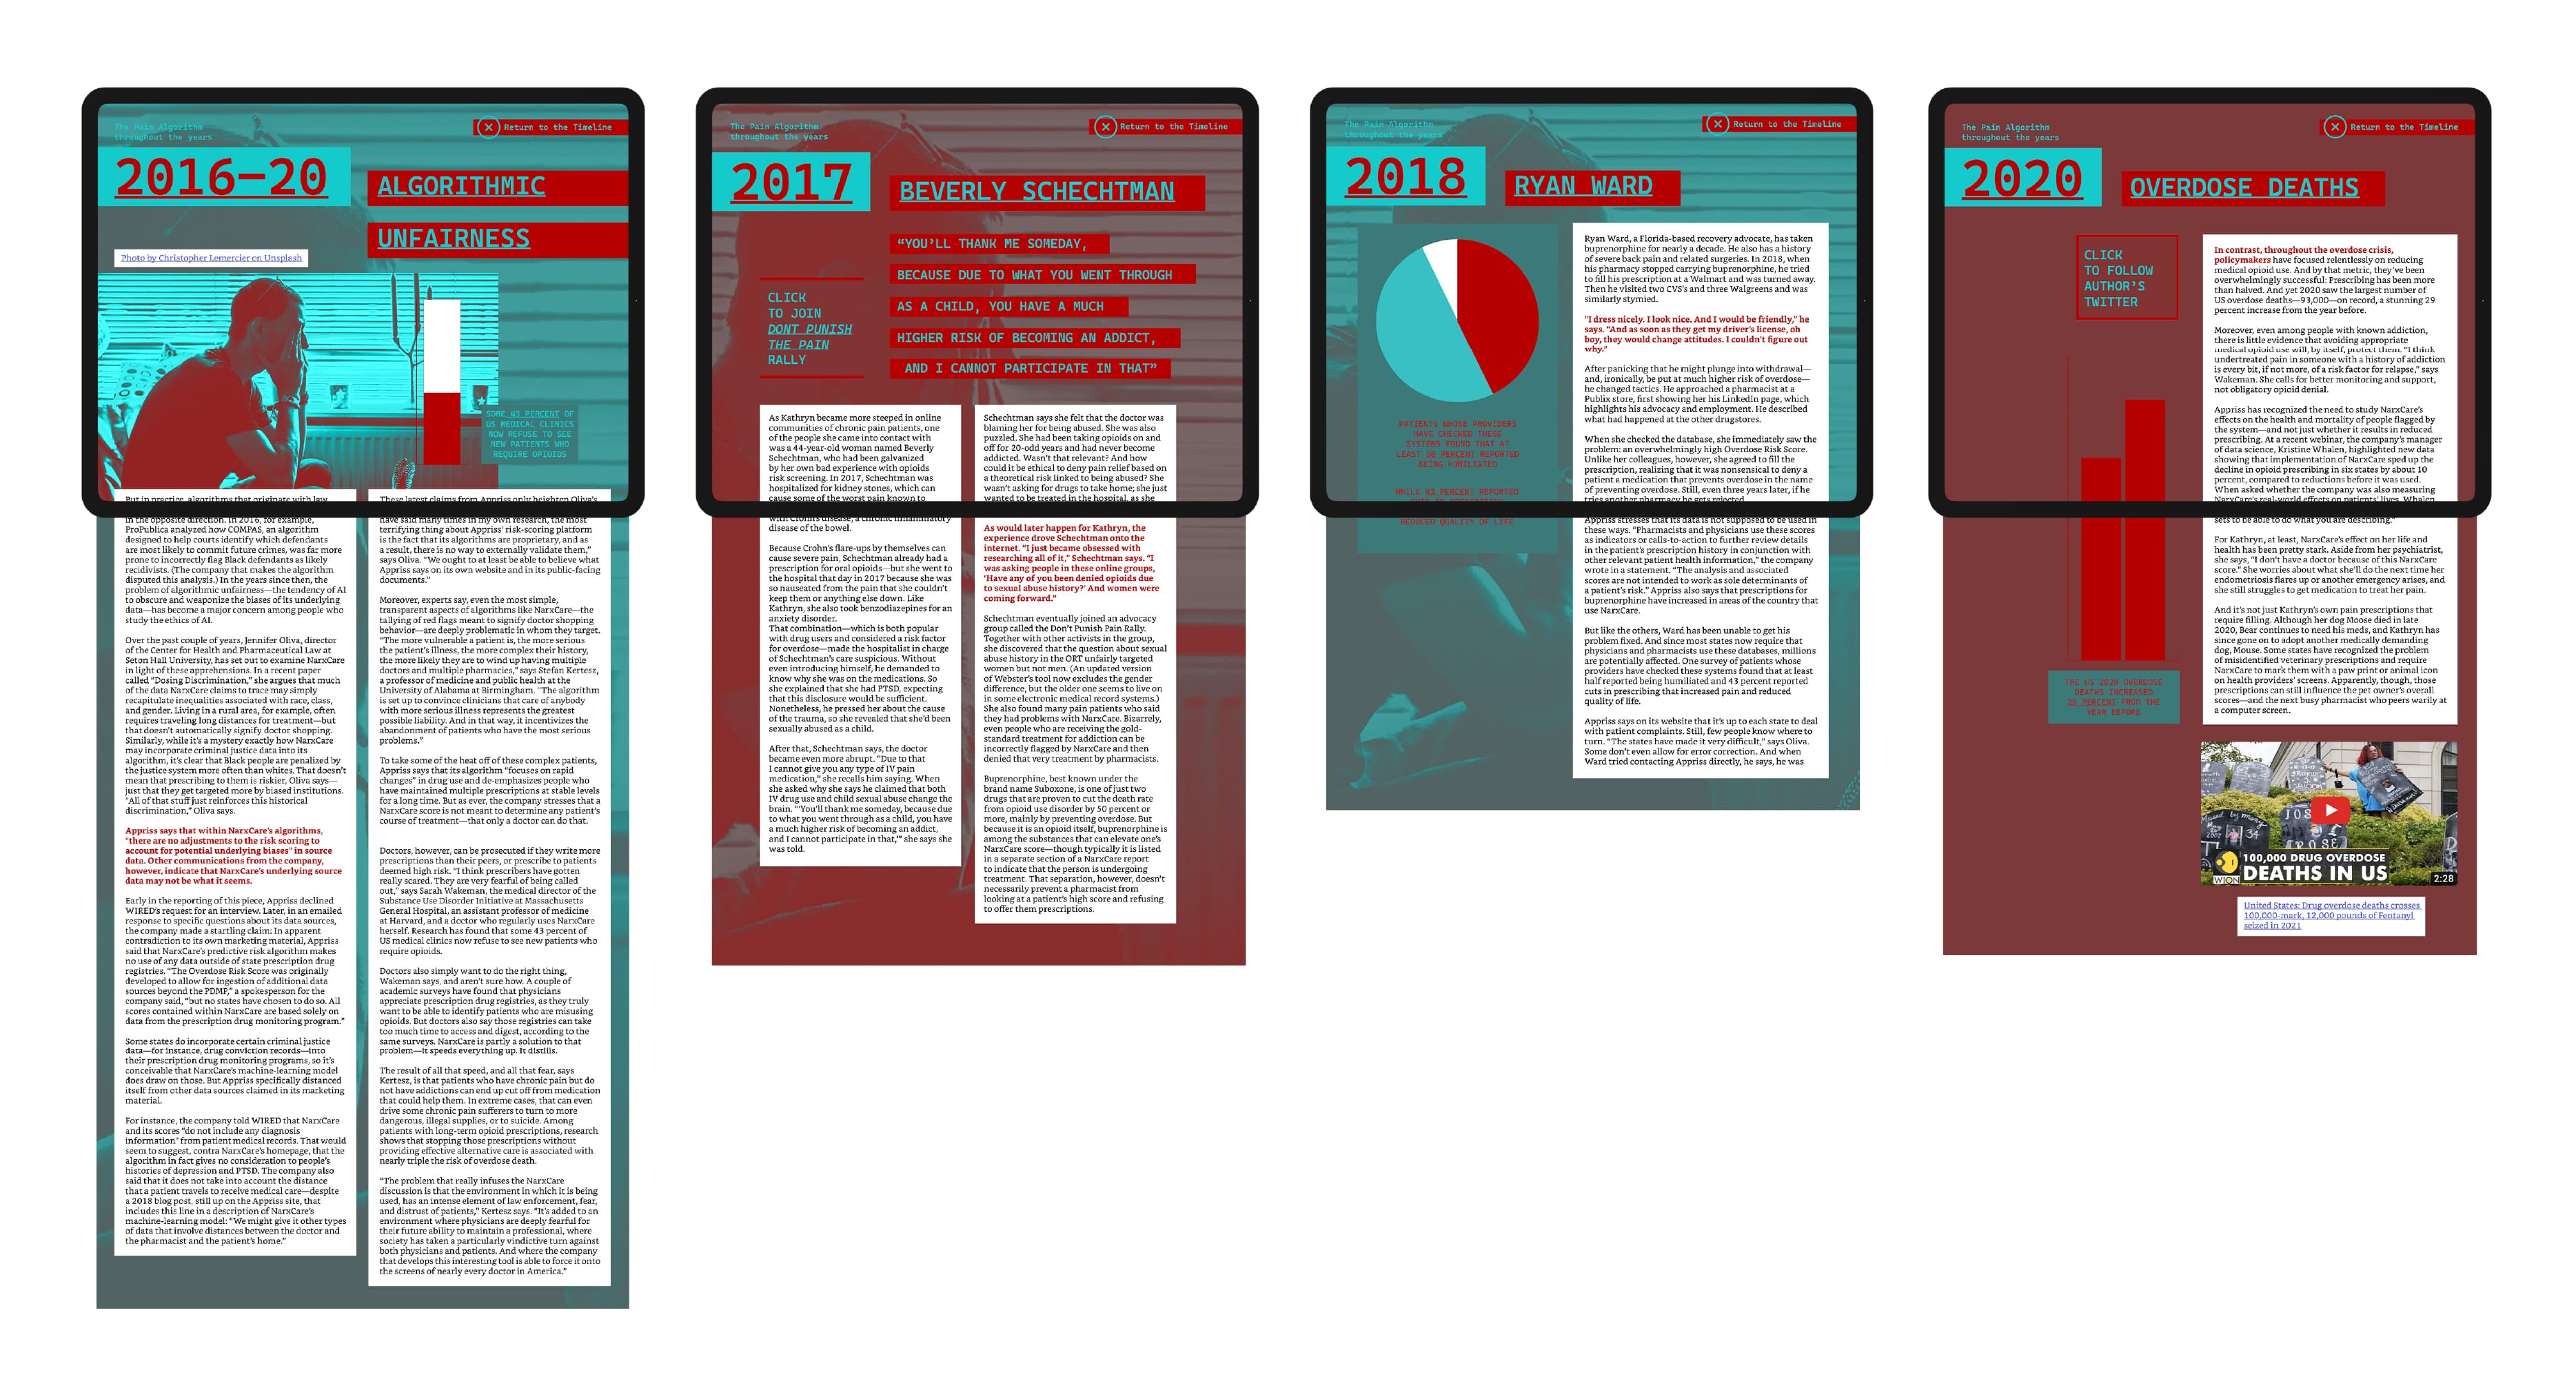 The Pain Algorithm
throughout the years
Return to the Timeline
2016-20
ALGORITHMIC
UNFAIRNESS
Photo by Christopher Lemercier on Unsplash
SOME 43 PERCENT OF
US MEDICAL CLINICS
NOW REFUSE TO SEE
NEW PATIENTS WHO
REQUIRE OPIOIDS
But in practice, algorithms that originate with law
in the opposite direction. In 2016, for example,
ProPublica analyzed how COMPAS, an algorithm
designed to help courts identify which defendants
are most likely to commit future crimes, was far more
prone to incorrectly flag Black defendants as likely
recidivists. (The company that makes the algorithm
disputed this analysis.) In the years since then, the
problem of algorithmic unfairness—the tendency of AI
to obscure and weaponize the biases of its underlying
data—has become a major concern among people who
study the ethics of AI.
Over the past couple of years, Jennifer Oliva, director
of the Center for Health and Pharmaceutical Law at
Seton Hall University, has set out to examine NarxCare
in light of these apprehensions. In a recent paper
called “Dosing Discrimination,” she argues that much
of the data NarxCare claims to trace may simply
recapitulate inequalities associated with race, class,
and gender. Living in a rural area, for example, often
requires traveling long distances for treatment—but
that doesn’t automatically signify doctor shopping.
Similarly, while it’s a mystery exactly how NarxCare
may incorporate criminal justice data into its
algorithm, it’s clear that Black people are penalized by
the justice system more often than whites. That doesn’t
mean that prescribing to them is riskier, Oliva says—
just that they get targeted more by biased institutions.
“All of that stuff just reinforces this historical
discrimination,” Oliva says.
Appriss says that within NarxCare’s algorithms,
“there are no adjustments to the risk scoring to
account for potential underlying biases” in source
data. Other communications from the company,
however, indicate that NarxCare’s underlying source
data may not be what it seems.
Early in the reporting of this piece, Appriss declined
WIRED’s request for an interview. Later, in an emailed
response to specific questions about its data sources,
the company made a startling claim: In apparent
contradiction to its own marketing material, Appriss
said that NarxCare’s predictive risk algorithm makes
no use of any data outside of state prescription drug
registries. “The Overdose Risk Score was originally
developed to allow for ingestion of additional data
sources beyond the PDMP,” a spokesperson for the
company said, “but no states have chosen to do so. All
scores contained within NarxCare are based solely on
data from the prescription drug monitoring program.”
Some states do incorporate certain criminal justice
data—for instance, drug conviction records—into
their prescription drug monitoring programs, so it’s
conceivable that NarxCare’s machine-learning model
does draw on those. But Appriss specifically distanced
itself from other data sources claimed in its marketing
material.
For instance, the company told WIRED that NarxCare
and its scores “do not include any diagnosis
information” from patient medical records. That would
seem to suggest, contra NarxCare’s homepage, that the
algorithm in fact gives no consideration to people’s
histories of depression and PTSD. The company also
said that it does not take into account the distance
that a patient travels to receive medical care—despite
a 2018 blog post, still up on the Appriss site, that
includes this line in a description of NarxCare’s
machine-learning model: “We might give it other types
of data that involve distances between the doctor and
the pharmacist and the patient’s home.”
These latest claims from Appriss only heighten Oliva’s
have said many times in my own research, the most
terrifying thing about Appriss’ risk-scoring platform
is the fact that its algorithms are proprietary, and as
a result, there is no way to externally validate them,”
says Oliva. “We ought to at least be able to believe what
Appriss says on its own website and in its public-facing
documents.”
Moreover, experts say, even the most simple,
transparent aspects of algorithms like NarxCare—the
tallying of red flags meant to signify doctor shopping
behavior—are deeply problematic in whom they target.
“The more vulnerable a patient is, the more serious
the patient’s illness, the more complex their history,
the more likely they are to wind up having multiple
doctors and multiple pharmacies,” says Stefan Kertesz,
a professor of medicine and public health at the
University of Alabama at Birmingham. “The algorithm
is set up to convince clinicians that care of anybody
with more serious illness represents the greatest
possible liability. And in that way, it incentivizes the
abandonment of patients who have the most serious
problems.”
To take some of the heat off of these complex patients,
Appriss says that its algorithm “focuses on rapid
changes” in drug use and de-emphasizes people who
have maintained multiple prescriptions at stable levels
for a long time. But as ever, the company stresses that a
NarxCare score is not meant to determine any patient’s
course of treatment—that only a doctor can do that.
Doctors, however, can be prosecuted if they write more
prescriptions than their peers, or prescribe to patients
deemed high risk. “I think prescribers have gotten
really scared. They are very fearful of being called
out,” says Sarah Wakeman, the medical director of the
Substance Use Disorder Initiative at Massachusetts
General Hospital, an assistant professor of medicine
at Harvard, and a doctor who regularly uses NarxCare
herself. Research has found that some 43 percent of
US medical clinics now refuse to see new patients who
require opioids.
Doctors also simply want to do the right thing,
Wakeman says, and aren’t sure how. A couple of
academic surveys have found that physicians
appreciate prescription drug registries, as they truly
want to be able to identify patients who are misusing
opioids. But doctors also say those registries can take
too much time to access and digest, according to the
same surveys. NarxCare is partly a solution to that
problem—it speeds everything up. It distills.
The result of all that speed, and all that fear, says
Kertesz, is that patients who have chronic pain but do
not have addictions can end up cut off from medication
that could help them. In extreme cases, that can even
drive some chronic pain sufferers to turn to more
dangerous, illegal supplies, or to suicide. Among
patients with long-term opioid prescriptions, research
shows that stopping those prescriptions without
providing effective alternative care is associated with
nearly triple the risk of overdose death.
“The problem that really infuses the NarxCare
discussion is that the environment in which it is being
used, has an intense element of law enforcement, fear,
and distrust of patients,” Kertesz says. “It’s added to an
environment where physicians are deeply fearful for
their future ability to maintain a professional, where
society has taken a particularly vindictive turn against
both physicians and patients. And where the company
that develops this interesting tool is able to force it onto
the screens of nearly every doctor in America.”
The Pain Algorithm
throughout the years
Return to the Timeline
2017
BEVERLY SCHECHTMAN
“YOU’LL THANK ME SOMEDAY,
BECAUSE DUE TO WHAT YOU WENT THROUGH
AS A CHILD, YOU HAVE A MUCH
HIGHER RISK OF BECOMING AN ADDICT,
AND I CANNOT PARTICIPATE IN THAT”
CLICK
TO JOIN
DONT PUNISH
THE PAIN
RALLY
As Kathryn became more steeped in online
communities of chronic pain patients, one
of the people she came into contact with
was a 44-year-old woman named Beverly
Schechtman, who had been galvanized
by her own bad experience with opioids
risk screening. In 2017, Schechtman was
hospitalized for kidney stones, which can
cause some of the worst pain known to
with Crohn’s disease, a chronic inflammatory
disease of the bowel.
Because Crohn’s flare-ups by themselves can
cause severe pain, Schechtman already had a
prescription for oral opioids—but she went to
the hospital that day in 2017 because she was
so nauseated from the pain that she couldn’t
keep them or anything else down. Like
Kathryn, she also took benzodiazepines for an
anxiety disorder.
That combination—which is both popular
with drug users and considered a risk factor
for overdose—made the hospitalist in charge
of Schechtman’s care suspicious. Without
even introducing himself, he demanded to
know why she was on the medications. So
she explained that she had PTSD, expecting
that this disclosure would be sufficient.
Nonetheless, he pressed her about the cause
of the trauma, so she revealed that she’d been
sexually abused as a child.
After that, Schechtman says, the doctor
became even more abrupt. “Due to that
I cannot give you any type of IV pain
medication,” she recalls him saying. When
she asked why she says he claimed that both
IV drug use and child sexual abuse change the
brain. “‘You’ll thank me someday, because due
to what you went through as a child, you have
a much higher risk of becoming an addict,
and I cannot participate in that,’” she says she
was told.
Schechtman says she felt that the doctor was
blaming her for being abused. She was also
puzzled. She had been taking opioids on and
off for 20-odd years and had never become
addicted. Wasn’t that relevant? And how
could it be ethical to deny pain relief based on
a theoretical risk linked to being abused? She
wasn’t asking for drugs to take home; she just
wanted to be treated in the hospital, as she
As would later happen for Kathryn, the
experience drove Schechtman onto the
internet. “I just became obsessed with
researching all of it,” Schechtman says. “I
was asking people in these online groups,
‘Have any of you been denied opioids due
to sexual abuse history?’ And women were
coming forward.”
Schechtman eventually joined an advocacy
group called the Don’t Punish Pain Rally.
Together with other activists in the group,
she discovered that the question about sexual
abuse history in the ORT unfairly targeted
women but not men. (An updated version
of Webster’s tool now excludes the gender
difference, but the older one seems to live on
in some electronic medical record systems.)
She also found many pain patients who said
they had problems with NarxCare. Bizarrely,
even people who are receiving the gold-
standard treatment for addiction can be
incorrectly flagged by NarxCare and then
denied that very treatment by pharmacists.
Buprenorphine, best known under the
brand name Suboxone, is one of just two
drugs that are proven to cut the death rate
from opioid use disorder by 50 percent or
more, mainly by preventing overdose. But
because it is an opioid itself, buprenorphine is
among the substances that can elevate one’s
NarxCare score—though typically it is listed
in a separate section of a NarxCare report
to indicate that the person is undergoing
treatment. That separation, however, doesn’t
necessarily prevent a pharmacist from
looking at a patient’s high score and refusing
to offer them prescriptions.
The Pain Algorithm
throughout the years
Return to the Timeline
2018
RYAN WARD
PATIENTS WHOSE PROVIDERS
HAVE CHECKED THESE
SYSTEMS FOUND THAT AT
LEAST 50 PERCENT REPORTED
BEING HUMILIATED
WHILE 43 PERCENT REPORTED
REDUCED QUALITY OF LIFE
Ryan Ward, a Florida-based recovery advocate, has taken
buprenorphine for nearly a decade. He also has a history
of severe back pain and related surgeries. In 2018, when
his pharmacy stopped carrying buprenorphine, he tried
to fill his prescription at a Walmart and was turned away.
Then he visited two CVS’s and three Walgreens and was
similarly stymied.
“I dress nicely. I look nice. And I would be friendly,” he
says. “And as soon as they get my driver’s license, oh
boy, they would change attitudes. I couldn’t figure out
why.”
After panicking that he might plunge into withdrawal—
and, ironically, be put at much higher risk of overdose—
he changed tactics. He approached a pharmacist at a
Publix store, first showing her his LinkedIn page, which
highlights his advocacy and employment. He described
what had happened at the other drugstores.
When she checked the database, she immediately saw the
problem: an overwhelmingly high Overdose Risk Score.
Unlike her colleagues, however, she agreed to fill the
prescription, realizing that it was nonsensical to deny a
patient a medication that prevents overdose in the name
of preventing overdose. Still, even three years later, if he
tries another pharmacy he gets rejected.
Appriss stresses that its data is not supposed to be used in
these ways. “Pharmacists and physicians use these scores
as indicators or calls-to-action to further review details
in the patient’s prescription history in conjunction with
other relevant patient health information,” the company
wrote in a statement. “The analysis and associated
scores are not intended to work as sole determinants of
a patient’s risk.” Appriss also says that prescriptions for
buprenorphine have increased in areas of the country that
use NarxCare.
But like the others, Ward has been unable to get his
problem fixed. And since most states now require that
physicians and pharmacists use these databases, millions
are potentially affected. One survey of patients whose
providers have checked these systems found that at least
half reported being humiliated and 43 percent reported
cuts in prescribing that increased pain and reduced
quality of life.
Appriss says on its website that it’s up to each state to deal
with patient complaints. Still, few people know where to
turn. “The states have made it very difficult,” says Oliva.
Some don’t even allow for error correction. And when
Ward tried contacting Appriss directly, he says, he was
The Pain Algorithm
throughout the years
Return to the Timeline
2020
OVERDOSE DEATHS
CLICK
TO FOLLOW
AUTHOR’S
TWITTER
THE US 2020 OVERDOSE
DEATHS INCREASED
29 PERCENT FROM THE
YEAR BEFORE
In contrast, throughout the overdose crisis,
policymakers have focused relentlessly on reducing
medical opioid use. And by that metric, they’ve been
overwhelmingly successful: Prescribing has been more
than halved. And yet 2020 saw the largest number of
US overdose deaths—93,000—on record, a stunning 29
percent increase from the year before.
Moreover, even among people with known addiction,
there is little evidence that avoiding appropriate
medical opioid use will, by itself, protect them. “I think
undertreated pain in someone with a history of addiction
is every bit, if not more, of a risk factor for relapse,” says
Wakeman. She calls for better monitoring and support,
not obligatory opioid denial.
Appriss has recognized the need to study NarxCare’s
effects on the health and mortality of people flagged by
the system—and not just whether it results in reduced
prescribing. At a recent webinar, the company’s manager
of data science, Kristine Whalen, highlighted new data
showing that implementation of NarxCare sped up the
decline in opioid prescribing in six states by about 10
percent, compared to reductions before it was used.
When asked whether the company was also measuring
NarxCare’s real-world effects on patients’ lives, Whalen
sets to be able to do what you are describing.”
For Kathryn, at least, NarxCare’s effect on her life and
health has been pretty stark. Aside from her psychiatrist,
she says, “I don’t have a doctor because of this NarxCare
score.” She worries about what she’ll do the next time her
endometriosis flares up or another emergency arises, and
she still struggles to get medication to treat her pain.
And it’s not just Kathryn’s own pain prescriptions that
require filling. Although her dog Moose died in late
2020, Bear continues to need his meds, and Kathryn has
since gone on to adopt another medically demanding
dog, Mouse. Some states have recognized the problem
of misidentified veterinary prescriptions and require
NarxCare to mark them with a paw print or animal icon
on providers’ screens. Apparently, though, those
prescriptions can still influence the pet owner’s overall
scores—and the next busy pharmacist who peers warily at
a computer screen.
WION
100,000 DRUG OVERDOSE
DEATHS IN US
2:28
United States: Drug overdose deaths crosses
100,000-mark, 12,000 pounds of Fentanyl
seized in 2021